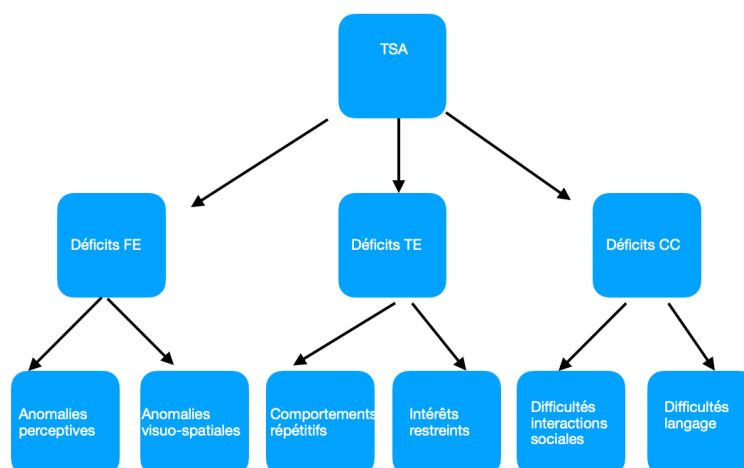 TSA
Déficits FE
Déficits TE
Déficits CC
Anomalies
perceptives
Anomalies
visuo-spatiales
Comportements
répétitifs
Intérêts
restreints
Difficultés
interactions
sociales
Difficultés
langage